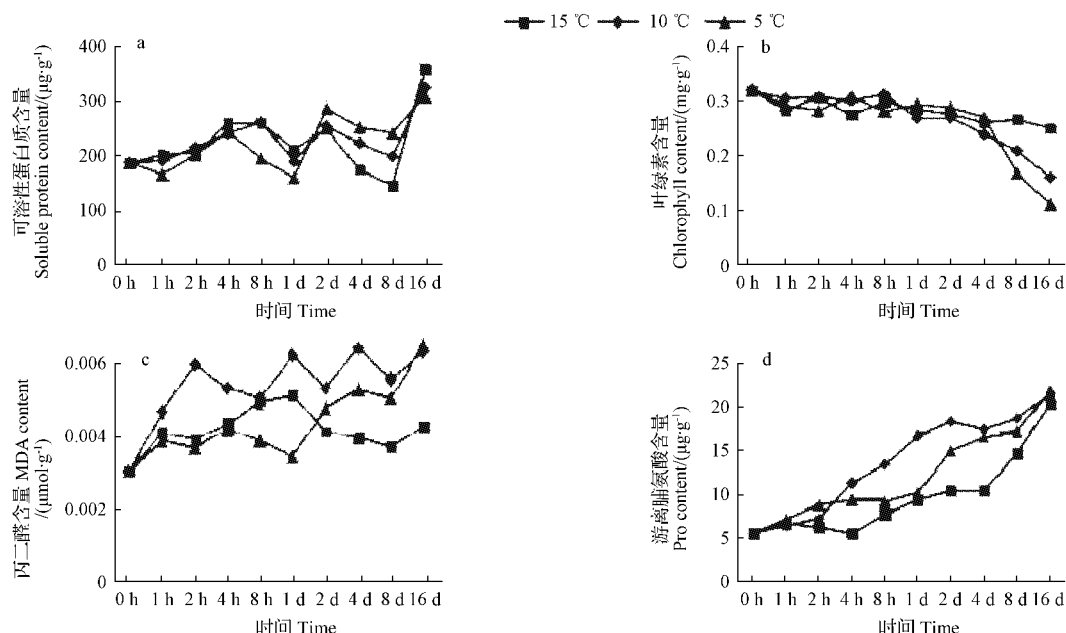 15 ℃ 10 ℃ 5 ℃
a
可溶性蛋白质含量
Soluble protein content/(μg·g⁻¹)
400
300
200
100
0
0 h 1 h 2 h 4 h 8 h 1 d 2 d 4 d 8 d 16 d
时间 Time
b
叶绿素含量
Chlorophyll content/(mg·g⁻¹)
0.4
0.3
0.2
0.1
0
0 h 1 h 2 h 4 h 8 h 1 d 2 d 4 d 8 d 16 d
时间 Time
c
丙二醛含量 MDA content
/(μmol·g⁻¹)
0.006
0.004
0.002
0
0 h 1 h 2 h 4 h 8 h 1 d 2 d 4 d 8 d 16 d
时间 Time
d
游离脯氨酸含量
Pro content/(μg·g⁻¹)
25
20
15
10
5
0
0 h 1 h 2 h 4 h 8 h 1 d 2 d 4 d 8 d 16 d
时间 Time